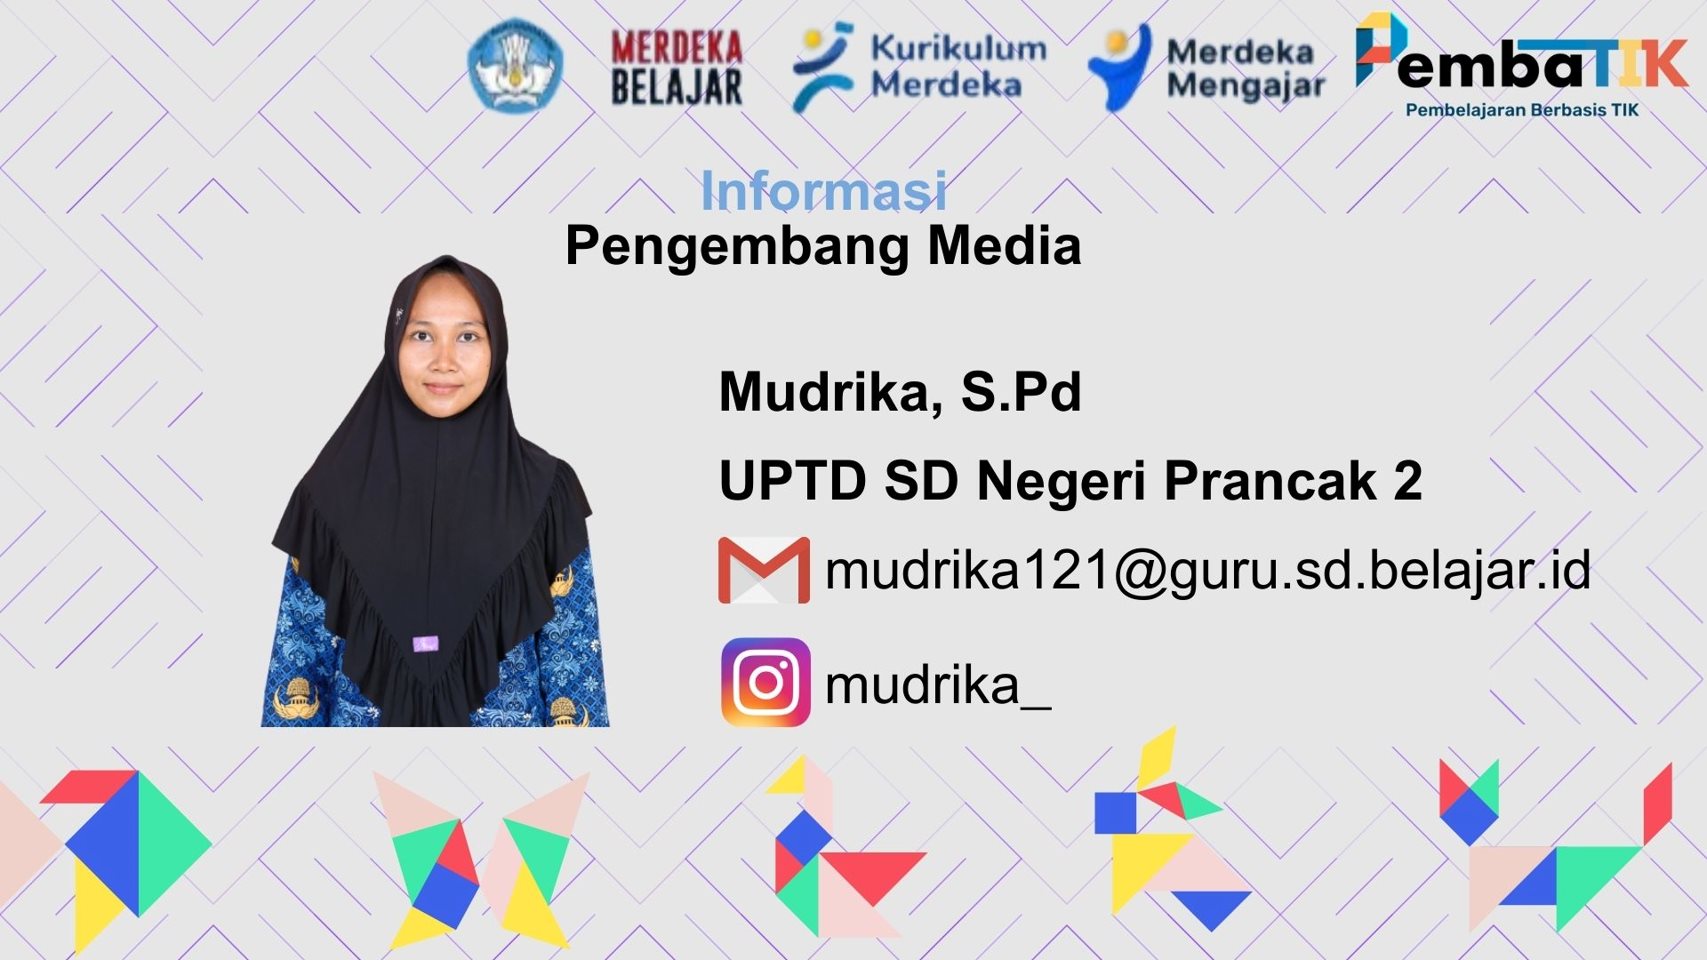 MERDEKA
BELAJAR
Kurikulum
Merdeka
Merdeka
Mengajar
PembaTIK
Pembelajaran Berbasis TIK
Informasi
Pengembang Media
Mudrika, S.Pd
UPTD SD Negeri Prancak 2
mudrika121@guru.sd.belajar.id
mudrika_